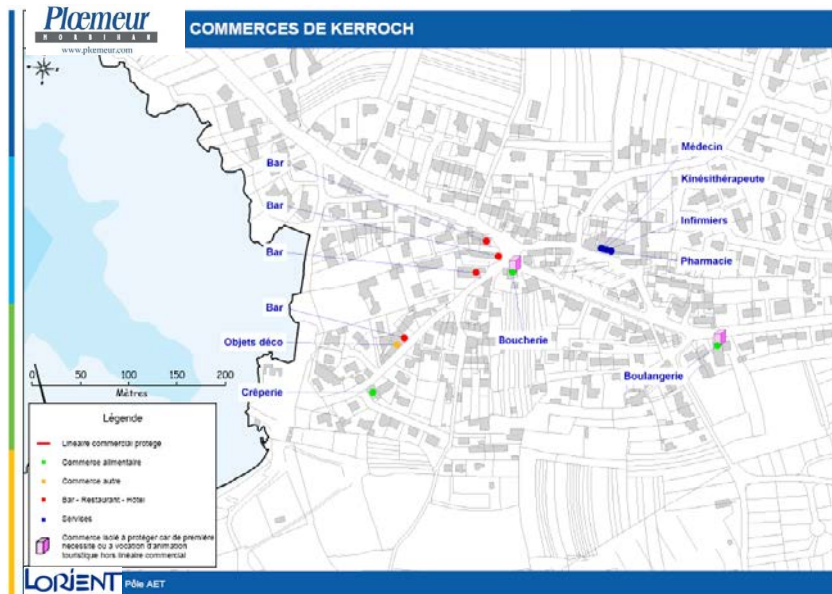 Plœmeur
MORBIHAN
www.plœmeur.com
COMMERCES DE KERROCH
Médecin
Bar
Kinésithérapeute
Bar
Infirmiers
Bar
Pharmacie
Bar
Objets déco
Boucherie
Boulangerie
Crêperie
0 50 100 150 200
Mètres
Légende
Linéaire commercial protégé
Commerce alimentaire
Commerce autre
Bar - Restaurant - Hôtel
Services
Commerce isolé à protéger car de première
nécessité ou à vocation d'animation
touristique hors linéaire commercial
LORIENT
Pôle AET